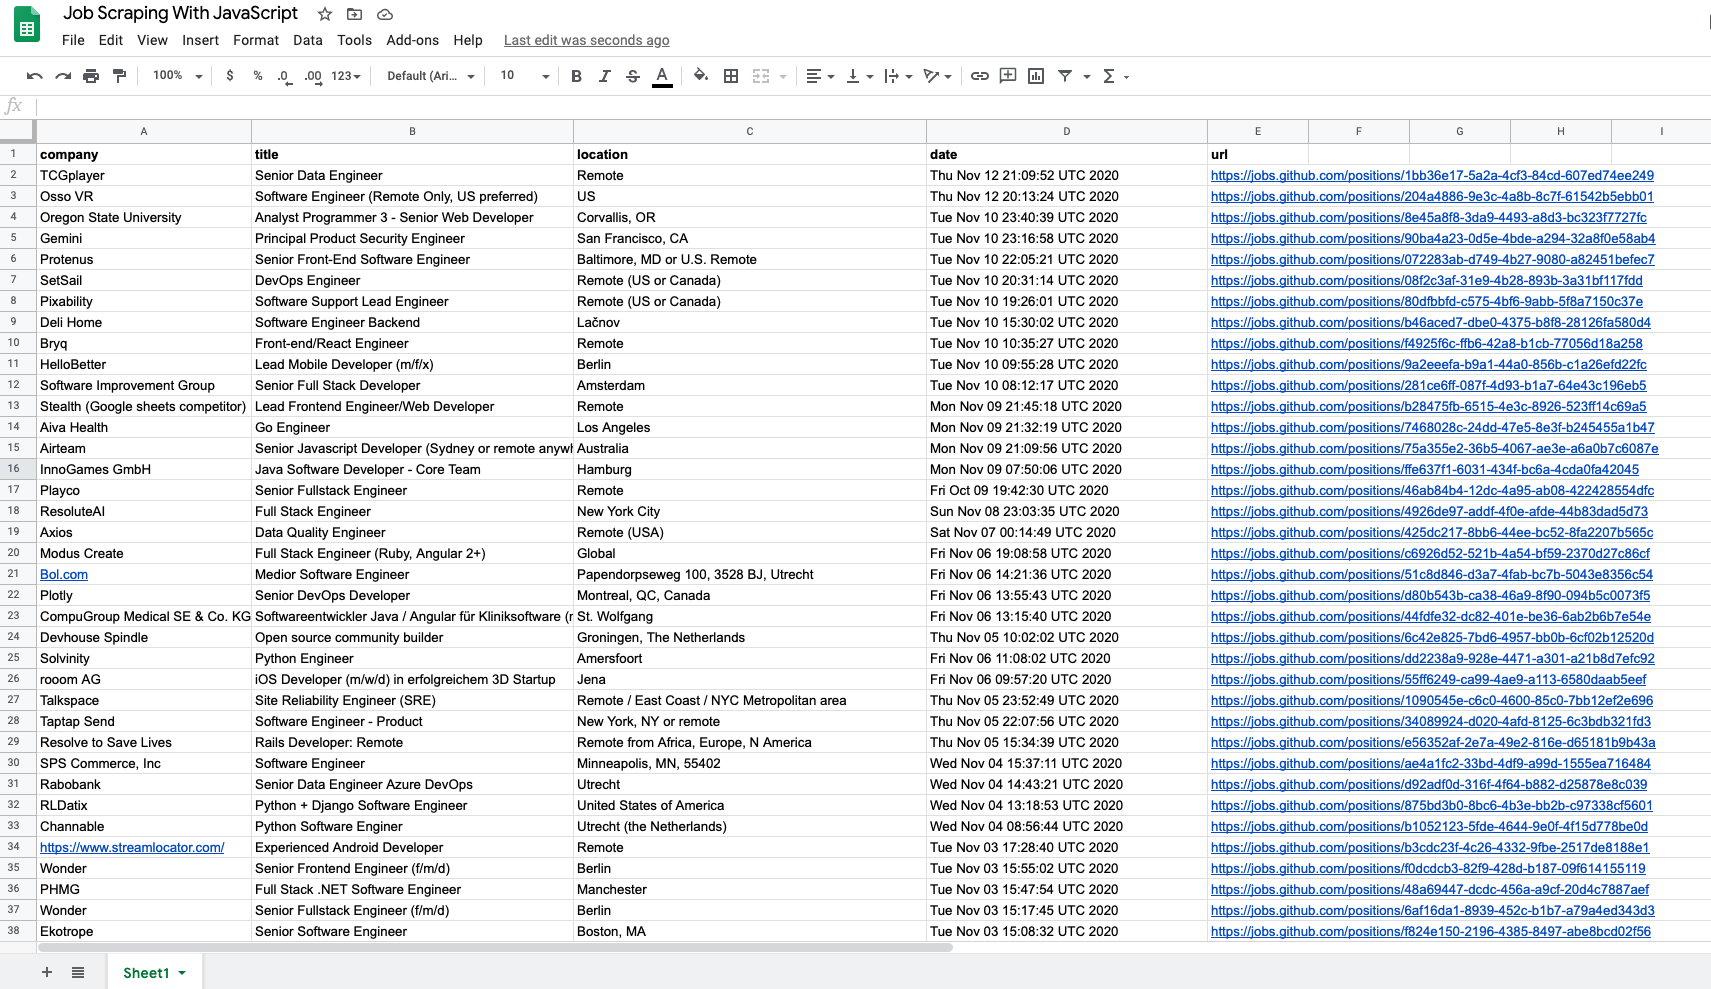 Job Scraping With JavaScript
File Edit View Insert Format Data Tools Add-ons Help Last edit was seconds ago
100% $ % .0 .00 123 Default (Ari... 10 B I S A
fx
A B C D E F G H I
1 company title location date url
2 TCGplayer Senior Data Engineer Remote Thu Nov 12 21:09:52 UTC 2020 https://jobs.github.com/positions/1bb36e17-5a2a-4cf3-84cd-607ed74ee249
3 Osso VR Software Engineer (Remote Only, US preferred) US Thu Nov 12 20:13:24 UTC 2020 https://jobs.github.com/positions/204a4886-9e3c-4a8b-8c7f-61542b5ebb01
4 Oregon State University Analyst Programmer 3 - Senior Web Developer Corvallis, OR Tue Nov 10 23:40:39 UTC 2020 https://jobs.github.com/positions/8e45a8f8-3da9-4493-a8d3-bc323f7727fc
5 Gemini Principal Product Security Engineer San Francisco, CA Tue Nov 10 23:16:58 UTC 2020 https://jobs.github.com/positions/90ba4a23-0d5e-4bde-a294-32a8f0e58ab4
6 Protenus Senior Front-End Software Engineer Baltimore, MD or U.S. Remote Tue Nov 10 22:05:21 UTC 2020 https://jobs.github.com/positions/072283ab-d749-4b27-9080-a82451befec7
7 SetSail DevOps Engineer Remote (US or Canada) Tue Nov 10 20:31:14 UTC 2020 https://jobs.github.com/positions/08f2c3af-31e9-4b28-893b-3a31bf117fdd
8 Pixability Software Support Lead Engineer Remote (US or Canada) Tue Nov 10 19:26:01 UTC 2020 https://jobs.github.com/positions/80dfbbfd-c575-4bf6-9abb-5f8a7150c37e
9 Deli Home Software Engineer Backend Lačnov Tue Nov 10 15:30:02 UTC 2020 https://jobs.github.com/positions/b46aced7-dbe0-4375-b8f8-28126fa580d4
10 Bryq Front-end/React Engineer Remote Tue Nov 10 10:35:27 UTC 2020 https://jobs.github.com/positions/f4925f6c-ffb6-42a8-b1cb-77056d18a258
11 HelloBetter Lead Mobile Developer (m/f/x) Berlin Tue Nov 10 09:55:28 UTC 2020 https://jobs.github.com/positions/9a2eeefa-b9a1-44a0-856b-c1a26efd22fc
12 Software Improvement Group Senior Full Stack Developer Amsterdam Tue Nov 10 08:12:17 UTC 2020 https://jobs.github.com/positions/281ce6ff-087f-4d93-b1a7-64e43c196eb5
13 Stealth (Google sheets competitor) Lead Frontend Engineer/Web Developer Remote Mon Nov 09 21:45:18 UTC 2020 https://jobs.github.com/positions/b28475fb-6515-4e3c-8926-523ff14c69a5
14 Aiva Health Go Engineer Los Angeles Mon Nov 09 21:32:19 UTC 2020 https://jobs.github.com/positions/7468028c-24dd-47e5-8e3f-b245455a1b47
15 Airteam Senior Javascript Developer (Sydney or remote anywh Australia Mon Nov 09 21:09:56 UTC 2020 https://jobs.github.com/positions/75a355e2-36b5-4067-ae3e-a6a0b7c6087e
16 InnoGames GmbH Java Software Developer - Core Team Hamburg Mon Nov 09 07:50:06 UTC 2020 https://jobs.github.com/positions/ffe637f1-6031-434f-bc6a-4cda0fa42045
17 Playco Senior Fullstack Engineer Remote Fri Oct 09 19:42:30 UTC 2020 https://jobs.github.com/positions/46ab84b4-12dc-4a95-ab08-422428554dfc
18 ResoluteAI Full Stack Engineer New York City Sun Nov 08 23:03:35 UTC 2020 https://jobs.github.com/positions/4926de97-addf-4f0e-afde-44b83dad5d73
19 Axios Data Quality Engineer Remote (USA) Sat Nov 07 00:14:49 UTC 2020 https://jobs.github.com/positions/425dc217-8bb6-44ee-bc52-8fa2207b565c
20 Modus Create Full Stack Engineer (Ruby, Angular 2+) Global Fri Nov 06 19:08:58 UTC 2020 https://jobs.github.com/positions/c6926d52-521b-4a54-bf59-2370d27c86cf
21 Bol.com Medior Software Engineer Papendorpseweg 100, 3528 BJ, Utrecht Fri Nov 06 14:21:36 UTC 2020 https://jobs.github.com/positions/51c8d846-d3a7-4fab-bc7b-5043e8356c54
22 Plotly Senior DevOps Developer Montreal, QC, Canada Fri Nov 06 13:55:43 UTC 2020 https://jobs.github.com/positions/d80b543b-ca38-46a9-8f90-094b5c0073f5
23 CompuGroup Medical SE & Co. KG Softwareentwickler Java / Angular für Kliniksoftware (r St. Wolfgang Fri Nov 06 13:15:40 UTC 2020 https://jobs.github.com/positions/44fdfe32-dc82-401e-be36-6ab2b6b7e54e
24 Devhouse Spindle Open source community builder Groningen, The Netherlands Thu Nov 05 10:02:02 UTC 2020 https://jobs.github.com/positions/6c42e825-7bd6-4957-bb0b-6cf02b12520d
25 Solvinity Python Engineer Amersfoort Fri Nov 06 11:08:02 UTC 2020 https://jobs.github.com/positions/dd2238a9-928e-4471-a301-a21b8d7efc92
26 rooom AG iOS Developer (m/w/d) in erfolgreichem 3D Startup Jena Fri Nov 06 09:57:20 UTC 2020 https://jobs.github.com/positions/55ff6249-ca99-4ae9-a113-6580daab5eef
27 Talkspace Site Reliability Engineer (SRE) Remote / East Coast / NYC Metropolitan area Thu Nov 05 23:52:49 UTC 2020 https://jobs.github.com/positions/1090545e-c6c0-4600-85c0-7bb12ef2e696
28 Taptap Send Software Engineer - Product New York, NY or remote Thu Nov 05 22:07:56 UTC 2020 https://jobs.github.com/positions/34089924-d020-4afd-8125-6c3bdb321fd3
29 Resolve to Save Lives Rails Developer: Remote Remote from Africa, Europe, N America Thu Nov 05 15:34:39 UTC 2020 https://jobs.github.com/positions/e56352af-2e7a-49e2-816e-d65181b9b43a
30 SPS Commerce, Inc Software Engineer Minneapolis, MN, 55402 Wed Nov 04 15:37:11 UTC 2020 https://jobs.github.com/positions/ae4a1fc2-33bd-4df9-a99d-1555ea716484
31 Rabobank Senior Data Engineer Azure DevOps Utrecht Wed Nov 04 14:43:21 UTC 2020 https://jobs.github.com/positions/d92adf0d-316f-4f64-b882-d25878e8c039
32 RLDatix Python + Django Software Engineer United States of America Wed Nov 04 13:18:53 UTC 2020 https://jobs.github.com/positions/875bd3b0-8bc6-4b3e-bb2b-c97338cf5601
33 Channable Python Software Enginer Utrecht (the Netherlands) Wed Nov 04 08:56:44 UTC 2020 https://jobs.github.com/positions/b1052123-5fde-4644-9e0f-4f15d778be0d
34 https://www.streamlocator.com/ Experienced Android Developer Remote Tue Nov 03 17:28:40 UTC 2020 https://jobs.github.com/positions/b3cdc23f-4c26-4332-9fbe-2517de8188e1
35 Wonder Senior Frontend Engineer (f/m/d) Berlin Tue Nov 03 15:55:02 UTC 2020 https://jobs.github.com/positions/f0dcdcb3-82f9-428d-b187-09f614155119
36 PHMG Full Stack .NET Software Engineer Manchester Tue Nov 03 15:47:54 UTC 2020 https://jobs.github.com/positions/48a69447-dcdc-456a-a9cf-20d4c7887aef
37 Wonder Senior Fullstack Engineer (f/m/d) Berlin Tue Nov 03 15:17:45 UTC 2020 https://jobs.github.com/positions/6af16da1-8939-452c-b1b7-a79a4ed343d3
38 Ekotrope Senior Software Engineer Boston, MA Tue Nov 03 15:08:32 UTC 2020 https://jobs.github.com/positions/f824e150-2196-4385-8497-abe8bcd02f56
Sheet1